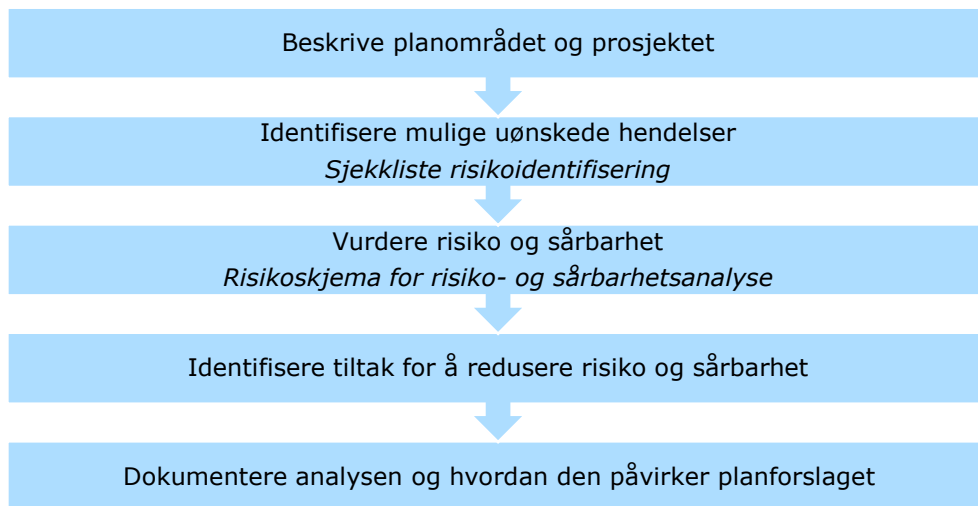 Beskrive planområdet og prosjektet
Identifisere mulige uønskede hendelser
Sjekkliste risikoidentifisering
Vurdere risiko og sårbarhet
Risikoskjema for risiko- og sårbarhetsanalyse
Identifisere tiltak for å redusere risiko og sårbarhet
Dokumentere analysen og hvordan den påvirker planforslaget